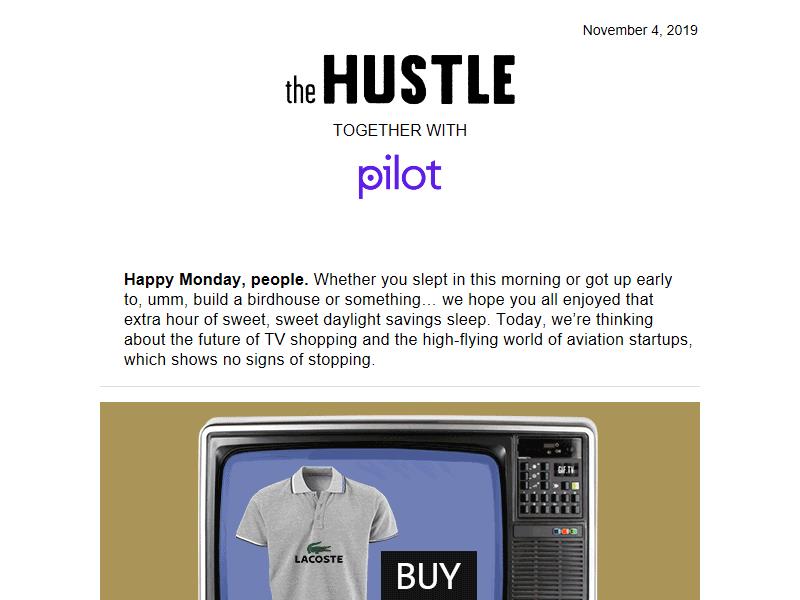 November 4, 2019
the HUSTLE
TOGETHER WITH
pilot
Happy Monday, people. Whether you slept in this morning or got up early
to, umm, build a birdhouse or something… we hope you all enjoyed that
extra hour of sweet, sweet daylight savings sleep. Today, we’re thinking
about the future of TV shopping and the high-flying world of aviation startups,
which shows no signs of stopping.
GIF.TV
LACOSTE
BUY